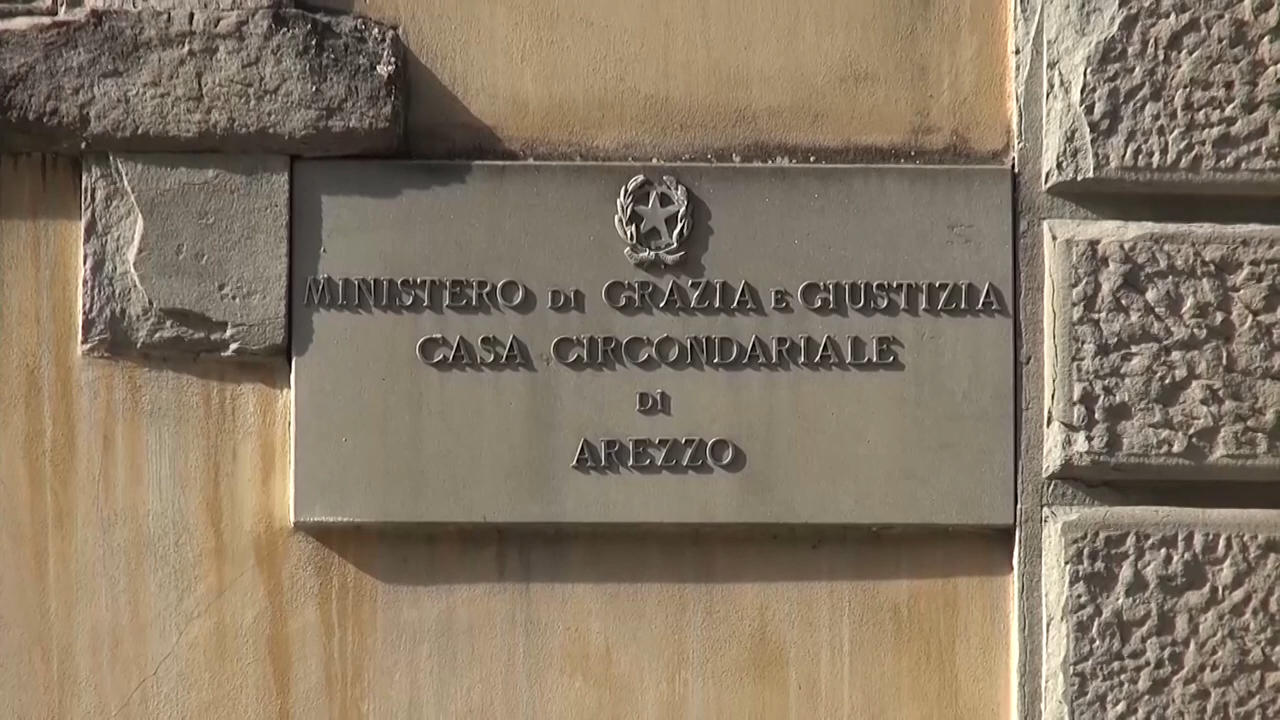 MINISTERO DI GRAZIA E GIUSTIZIA
CASA CIRCONDARIALE
DI
AREZZO